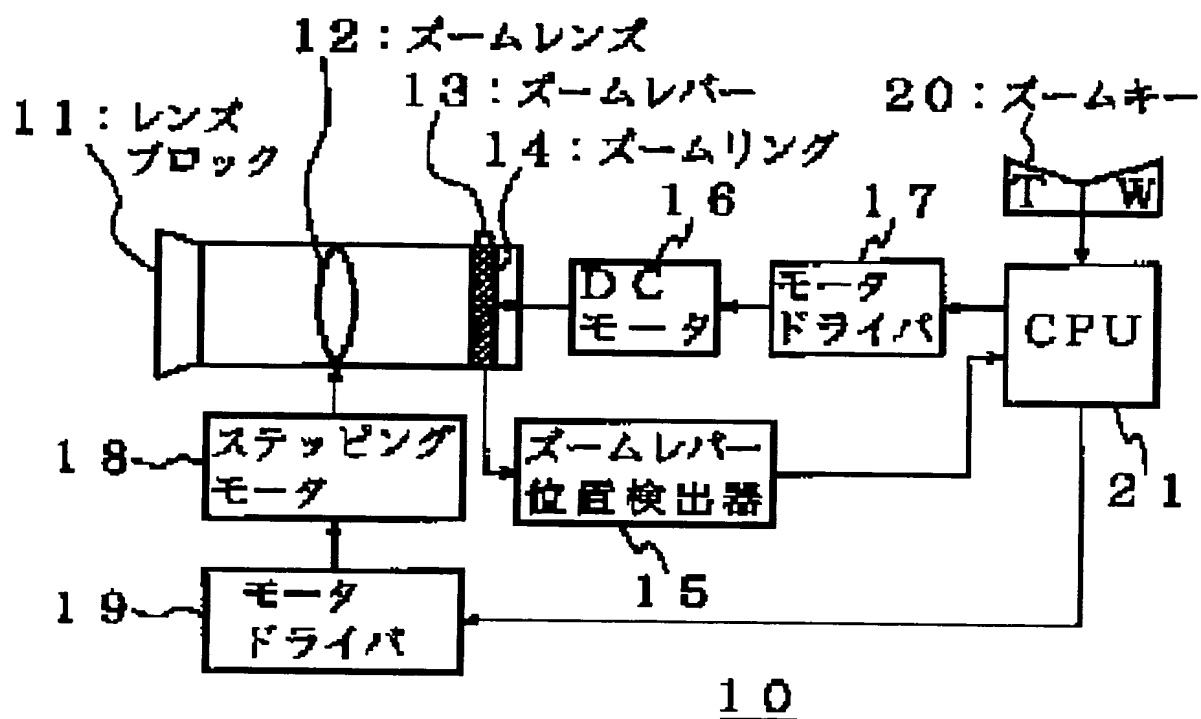 12：ズームレンズ
13：ズームレバー
20：ズームキー
11：レンズ
ブロック
14：ズームリング
16
17
T W
DC
モータ
モータ
ドライバ
CPU
18
ステッピング
モータ
ズームレバー
位置検出器
21
15
19
モータ
ドライバ
10